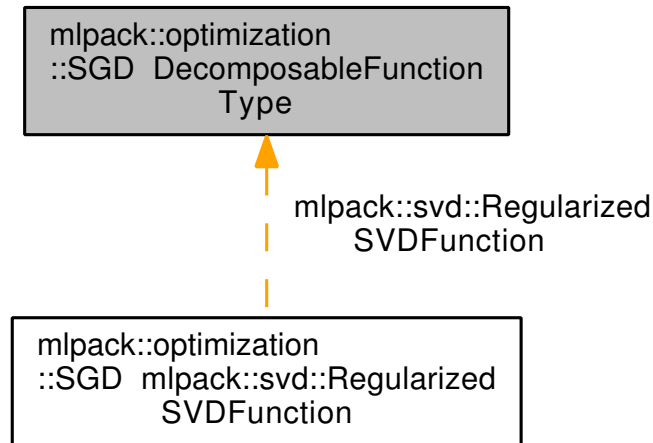 mlpack::optimization
::SGD DecomposableFunction
Type
mlpack::svd::Regularized
SVDFunction
mlpack::optimization
::SGD mlpack::svd::Regularized
SVDFunction